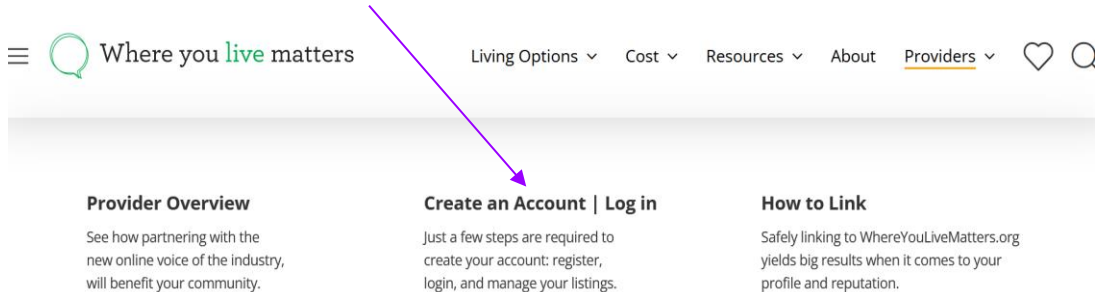 Where you live matters
Living Options
Cost
Resources
About
Providers
Provider Overview
See how partnering with the
new online voice of the industry,
will benefit your community.
Create an Account | Log in
Just a few steps are required to
create your account: register,
login, and manage your listings.
How to Link
Safely linking to WhereYouLiveMatters.org
yields big results when it comes to your
profile and reputation.